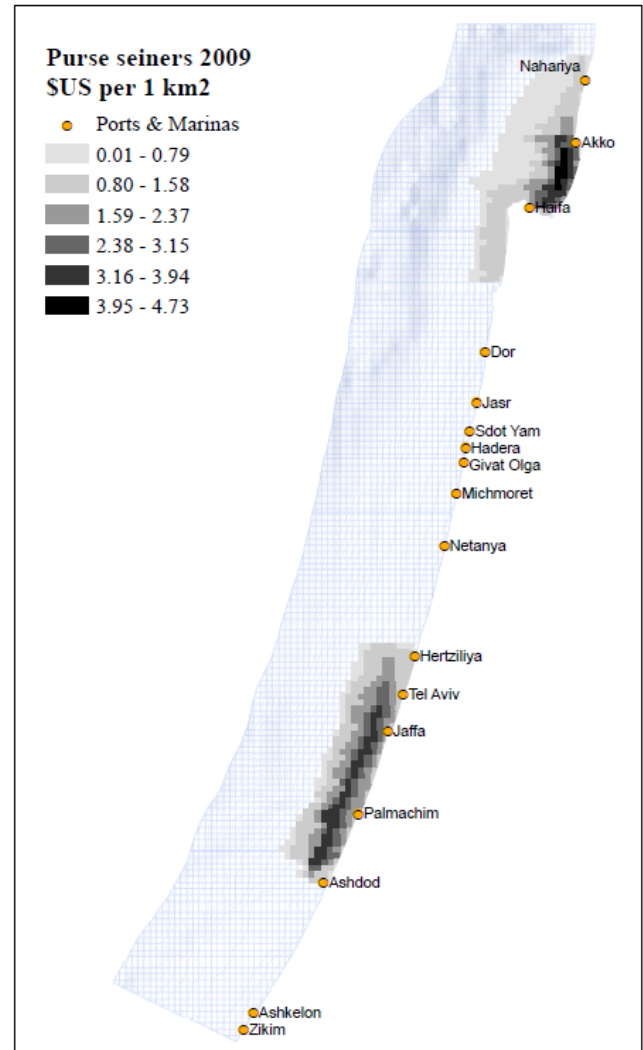 Purse seiners 2009
$US per 1 km2
Ports & Marinas
0.01 - 0.79
0.80 - 1.58
1.59 - 2.37
2.38 - 3.15
3.16 - 3.94
3.95 - 4.73
Nahariya
Akko
Haifa
Dor
Jasr
Sdot Yam
Hadera
Givat Olga
Michmoret
Netanya
Hertziliya
Tel Aviv
Jaffa
Palmachim
Ashdod
Ashkelon
Zikim